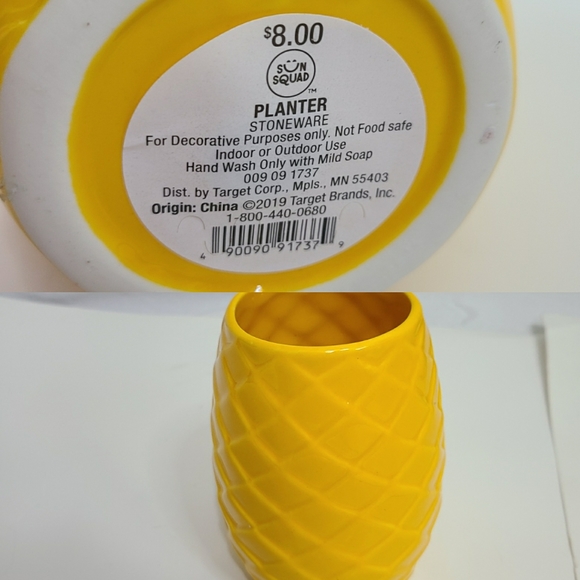 $8.00
SUN
SQUAD
™
PLANTER
STONEWARE
For Decorative Purposes only. Not Food safe
Indoor or Outdoor Use
Hand Wash Only with Mild Soap
009 09 1737
Dist. by Target Corp., Mpls., MN 55403
Origin: China ©2019 Target Brands, Inc.
1-800-440-0680
4 90090 91737 9